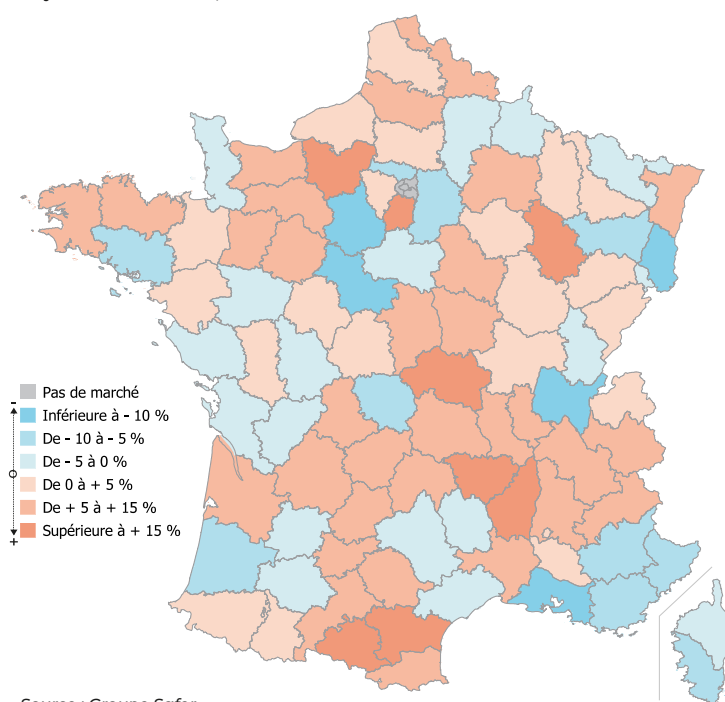 Pas de marché
-
Inférieure à - 10 %
De - 10 à - 5 %
De - 5 à 0 %
De 0 à + 5 %
De + 5 à + 15 %
Supérieure à + 15 %
+